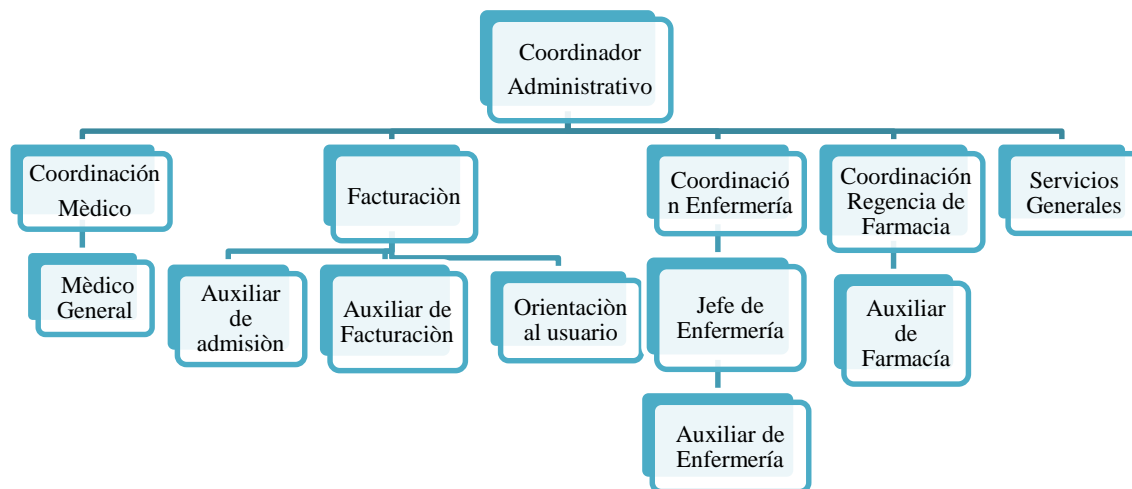 Coordinador
Administrativo
Coordinación
Mèdico
Facturaciòn
Coordinació
n Enfermería
Coordinación
Regencia de
Farmacia
Servicios
Generales
Mèdico
General
Auxiliar
de
admisiòn
Auxiliar de
Facturaciòn
Orientaciòn
al usuario
Jefe de
Enfermería
Auxiliar
de
Farmacía
Auxiliar de
Enfermería